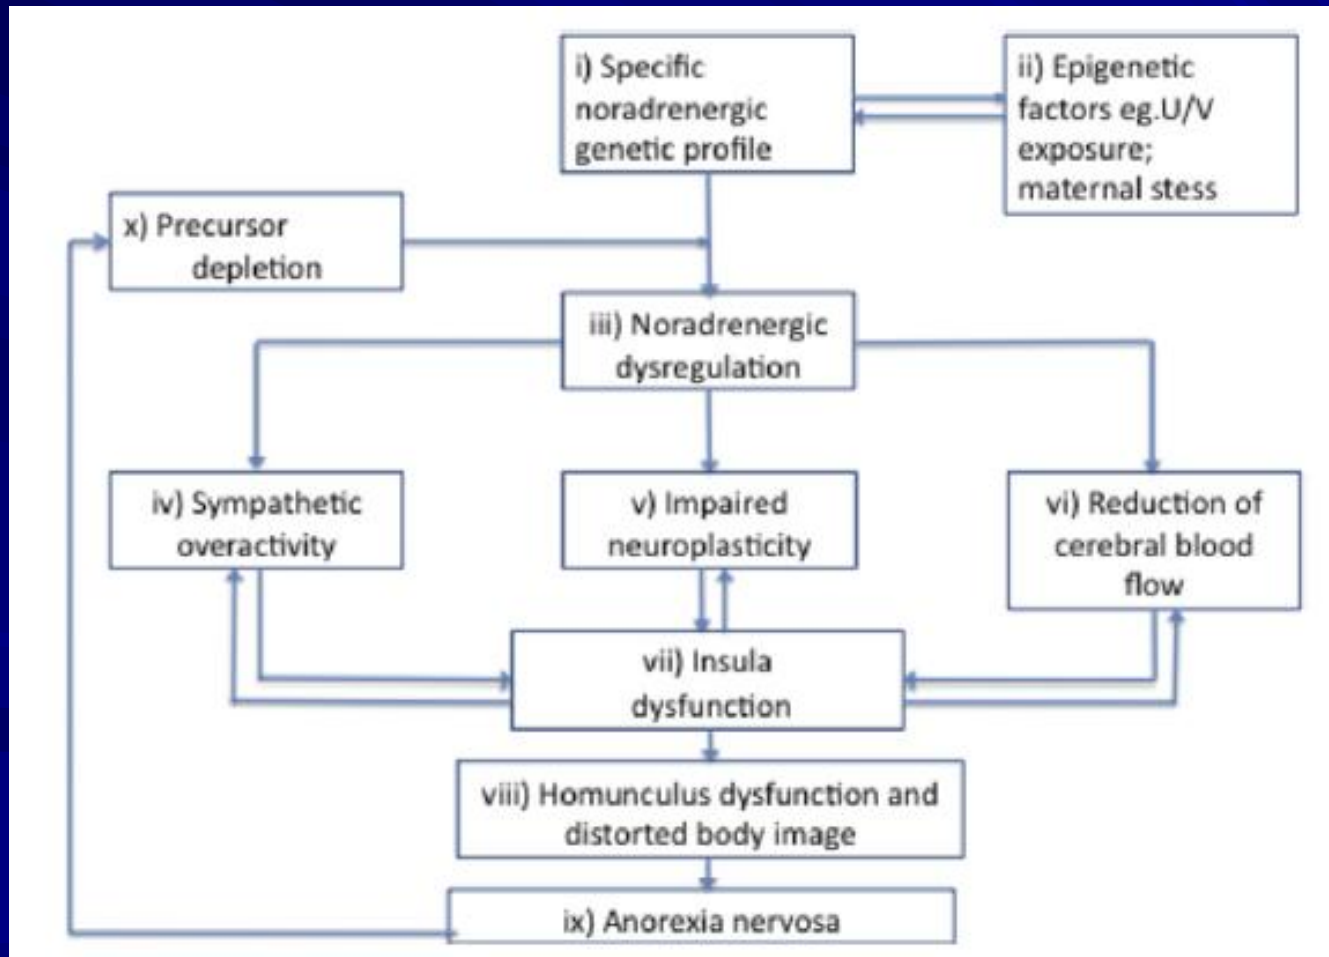 i) Specific
noradrenergic
genetic profile
ii) Epigenetic
factors eg.U/V
exposure;
maternal stess
x) Precursor
depletion
iii) Noradrenergic
dysregulation
iv) Sympathetic
overactivity
v) Impaired
neuroplasticity
vi) Reduction of
cerebral blood
flow
vii) Insula
dysfunction
viii) Homunculus dysfunction and
distorted body image
ix) Anorexia nervosa